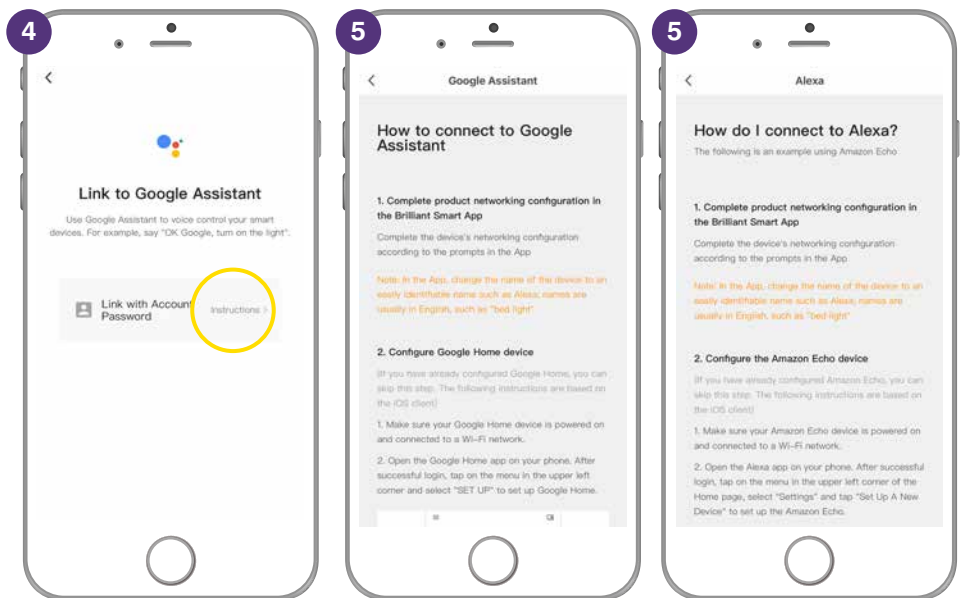 4
Link to Google Assistant
Use Google Assistant to voice control your smart
devices. For example, say "OK Google, turn on the light".
Link with Account
Password
Instructions
5
Google Assistant
How to connect to Google
Assistant
1. Complete product networking configuration in
the Brilliant Smart App
Complete the device's networking configuration
according to the prompts in the App
Note: In the App, change the name of the device to an
easily identifiable name such as Alexa; names are
usually in English, such as "bed light"
2. Configure Google Home device
(If you have already configured Google Home, you can
skip this step. The following instructions are based on
the iOS client)
1. Make sure your Google Home device is powered on
and connected to a Wi-Fi network.
2. Open the Google Home app on your phone. After
successful login, tap on the menu in the upper left
corner and select "SET UP" to set up Google Home.
5
Alexa
How do I connect to Alexa?
The following is an example using Amazon Echo
1. Complete product networking configuration in
the Brilliant Smart App
Complete the device's networking configuration
according to the prompts in the App
Note: In the App, change the name of the device to an
easily identifiable name such as Alexa; names are
usually in English, such as "bed light"
2. Configure the Amazon Echo device
(If you have already configured Amazon Echo, you can
skip this step. The following instructions are based on
the iOS client)
1. Make sure your Amazon Echo device is powered on
and connected to a Wi-Fi network.
2. Open the Alexa app on your phone. After successful
login, tap on the menu in the upper left corner of the
Home page, select "Settings" and tap "Set Up A New
Device" to set up the Amazon Echo.